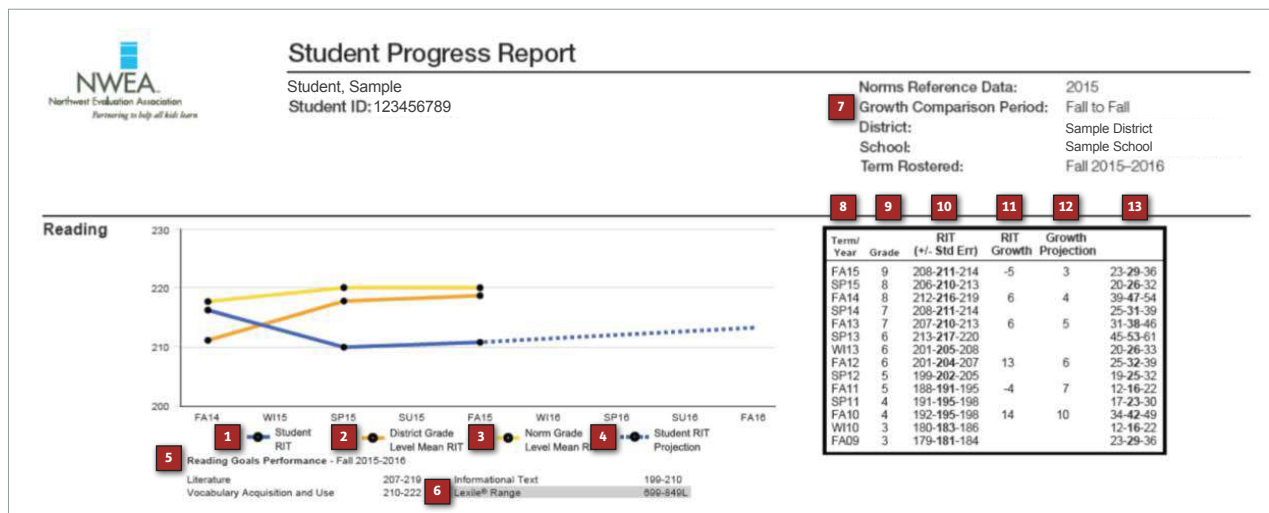 NWEA
Northwest Evaluation Association
Partnering to help all kids learn
Student Progress Report
Student, Sample
Student ID: 123456789
Norms Reference Data: 2015
7 Growth Comparison Period: Fall to Fall
District: Sample District
School: Sample School
Term Rostered: Fall 2015–2016
Reading
230
220
210
200
FA14 WI15 SP15 SU15 FA15 WI16 SP16 SU16 FA16
1 Student RIT
2 District Grade Level Mean RIT
3 Norm Grade Level Mean RI
4 Student RIT Projection
5 Reading Goals Performance - Fall 2015-2016
Literature 207-219
Informational Text 199-210
Vocabulary Acquisition and Use 210-222
6 Lexile® Range 699-849L
8 9 10 11 12 13
Term/Year Grade RIT (+/- Std Err) RIT Growth Growth Projection
FA15 9 208-211-214 -5 3 23-29-36
SP15 8 206-210-213 20-26-32
FA14 8 212-216-219 6 4 39-47-54
SP14 7 208-211-214 25-31-39
FA13 7 207-210-213 6 5 31-38-46
SP13 6 213-217-220 45-53-61
WI13 6 201-205-208 20-26-33
FA12 6 201-204-207 13 6 25-32-39
SP12 5 199-202-205 19-25-32
FA11 5 188-191-195 -4 7 12-16-22
SP11 4 191-195-198 17-23-30
FA10 4 192-195-198 14 10 34-42-49
WI10 3 180-183-186 12-16-22
FA09 3 179-181-184 23-29-36